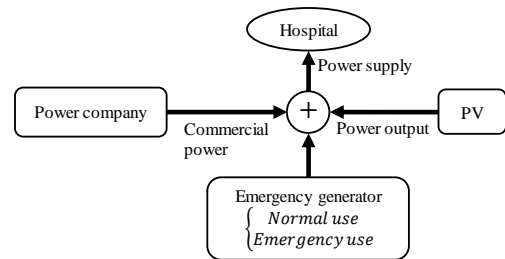 Hospital
Power supply
Power company
+
PV
Commercial
power
Power output
Emergency generator
Normal use
Emergency use